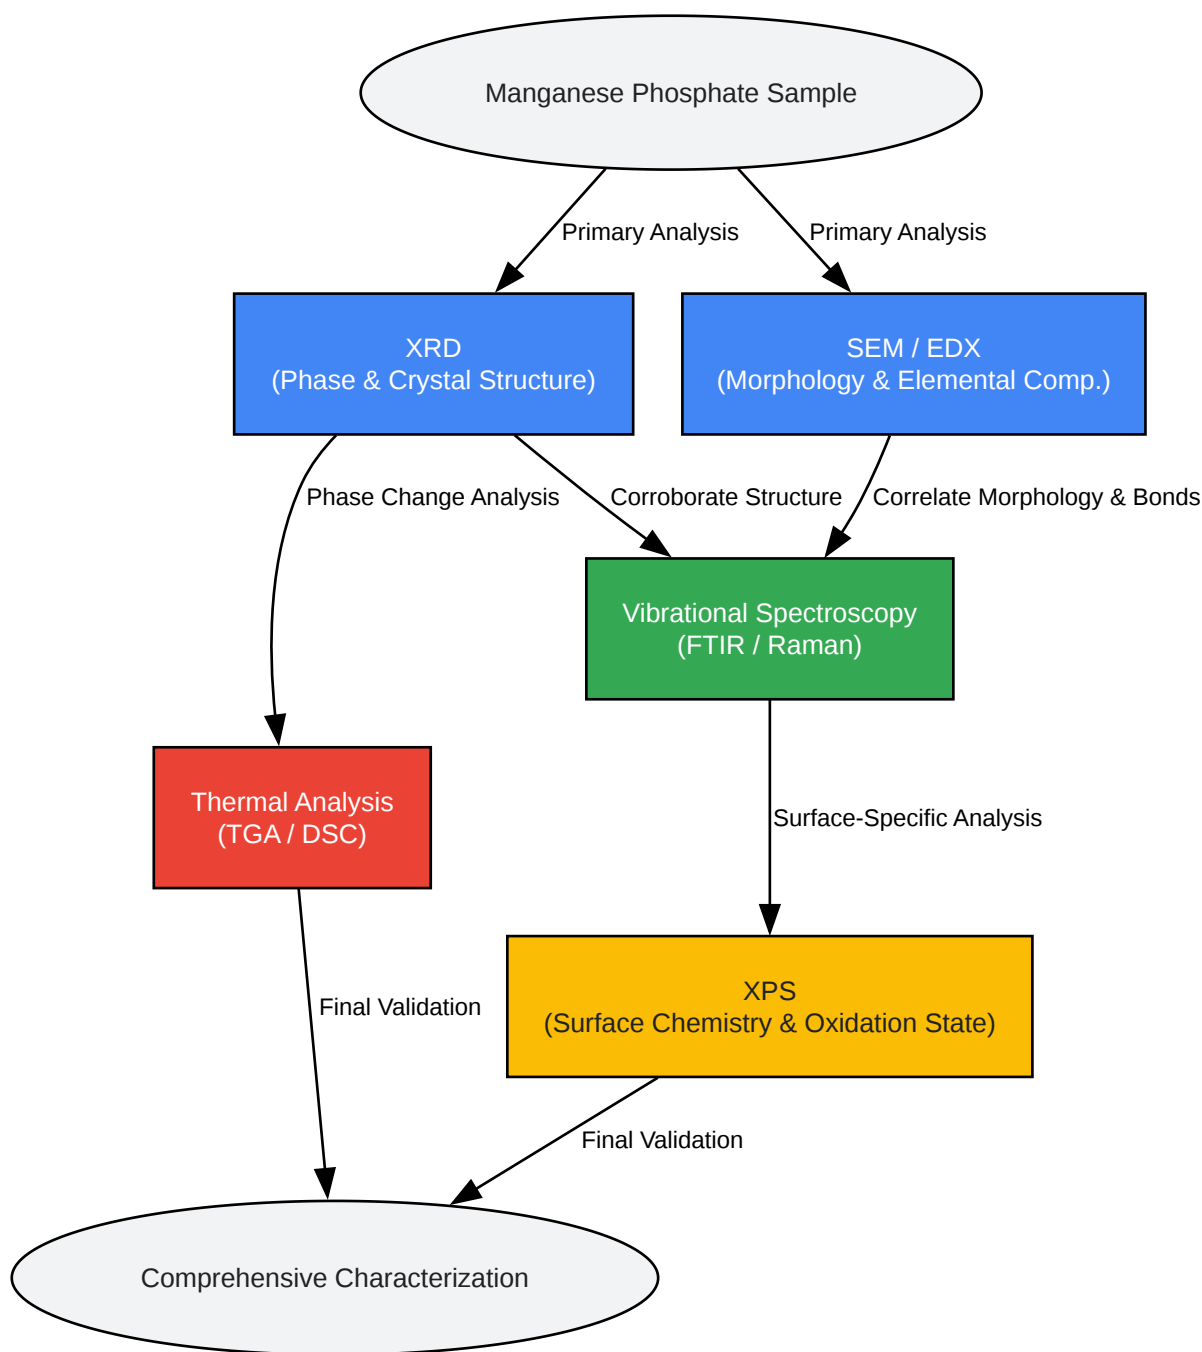 Manganese Phosphate Sample
Primary Analysis
Primary Analysis
XRD
(Phase & Crystal Structure)
SEM / EDX
(Morphology & Elemental Comp.)
Phase Change Analysis
Corroborate Structure
Correlate Morphology & Bonds
Vibrational Spectroscopy
(FTIR / Raman)
Thermal Analysis
(TGA / DSC)
Surface-Specific Analysis
XPS
(Surface Chemistry & Oxidation State)
Final Validation
Final Validation
Comprehensive Characterization